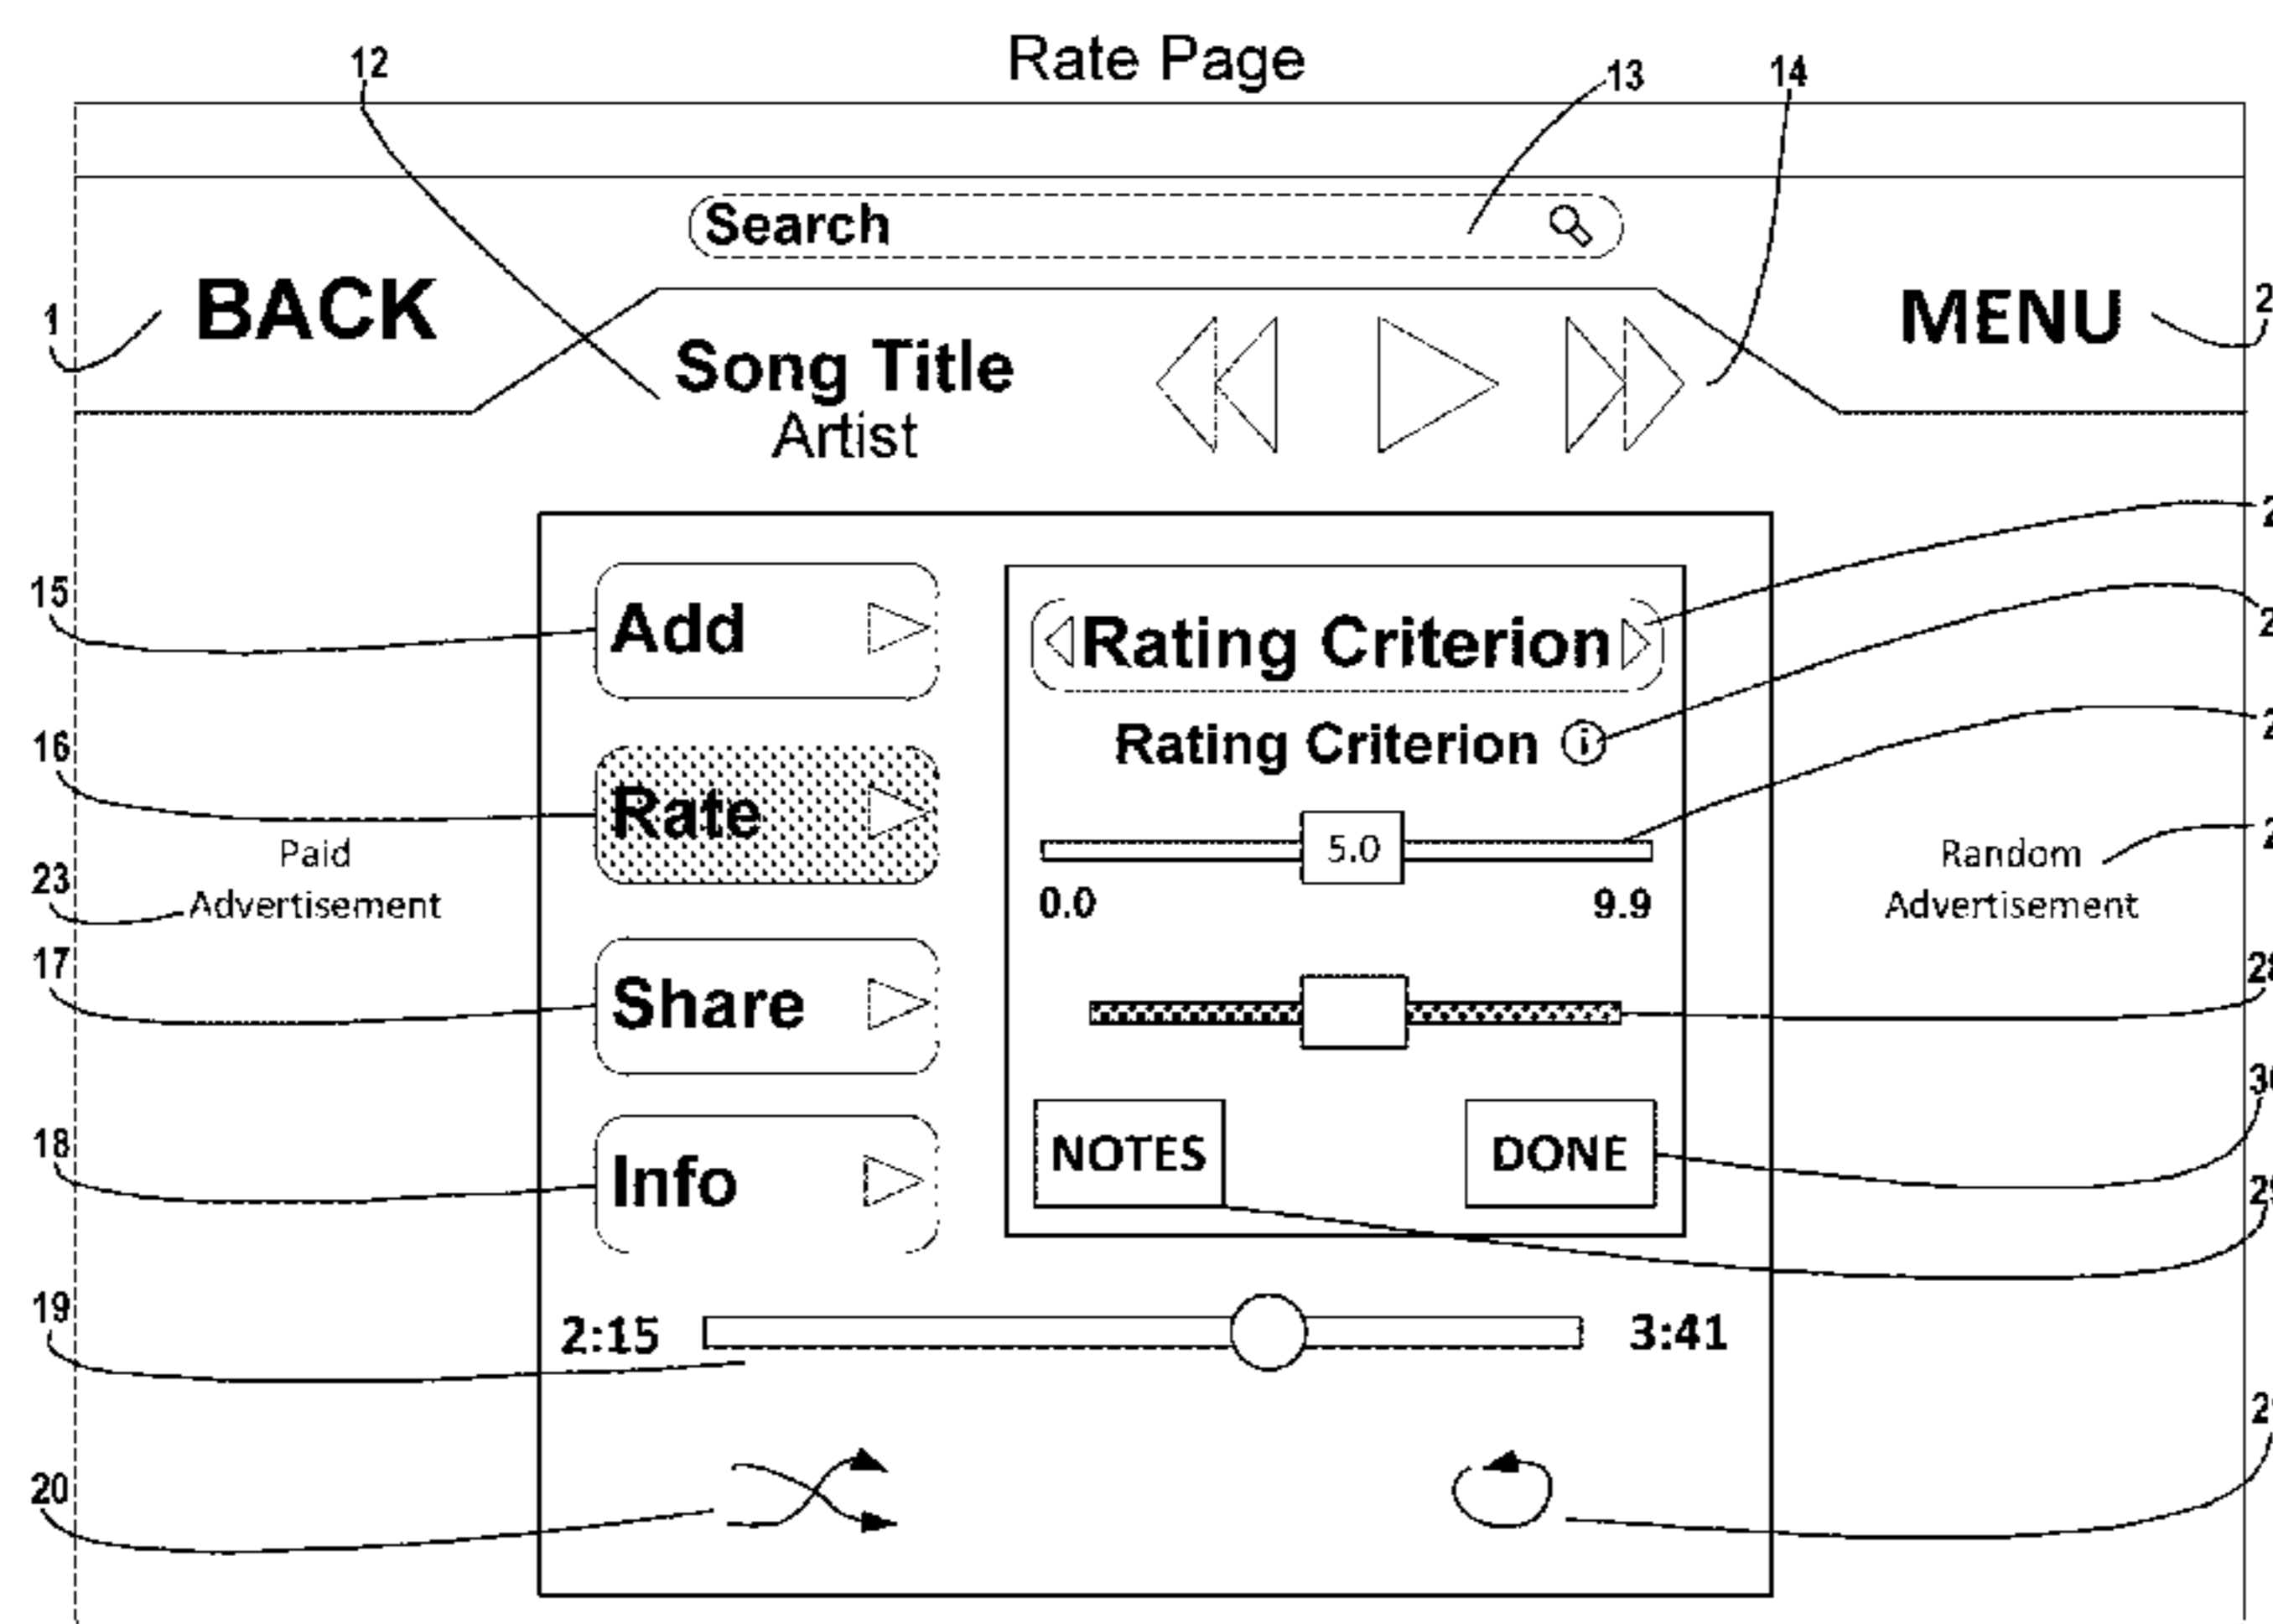 Rate Page
12
13
14
Search
1
BACK
MENU
Song Title
Artist
15
Add
Rating Criterion
Rating Criterion i
16
Rate
5.0
0.0
9.9
Paid
Advertisement
Random
Advertisement
23
17
Share
28
18
Info
NOTES
DONE
19
2:15
3:41
20